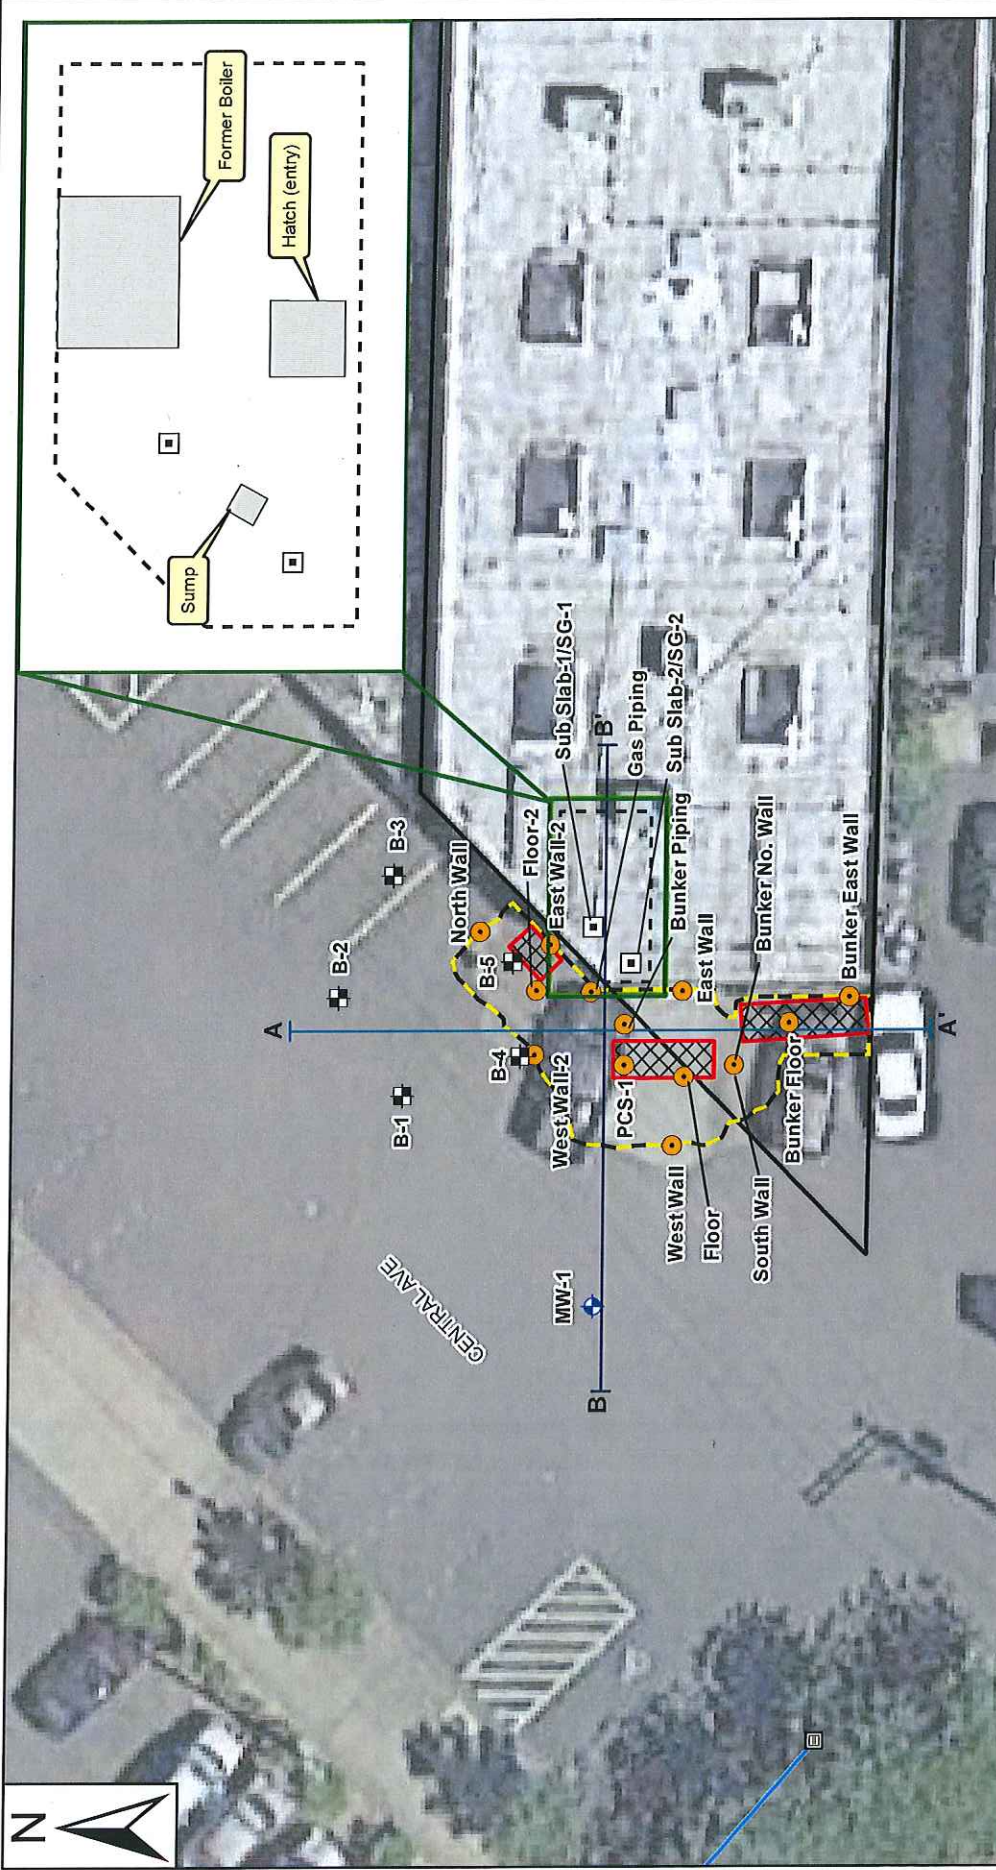 N
Former Boiler
Hatch (entry)
Sump
A
B-1
B-2
B-3
B-4
B-5
North Wall
Floor-2
East Wall-2
West Wall-2
Sub Slab-1/SG-1
B'
Gas Piping
Sub Slab-2/SG-2
Bunker Piping
East Wall
Bunker No. Wall
Bunker East Wall
PCS-1
Bunker Floor
A'
West Wall
Floor
South Wall
MW-1
B
CENTRAL AVE